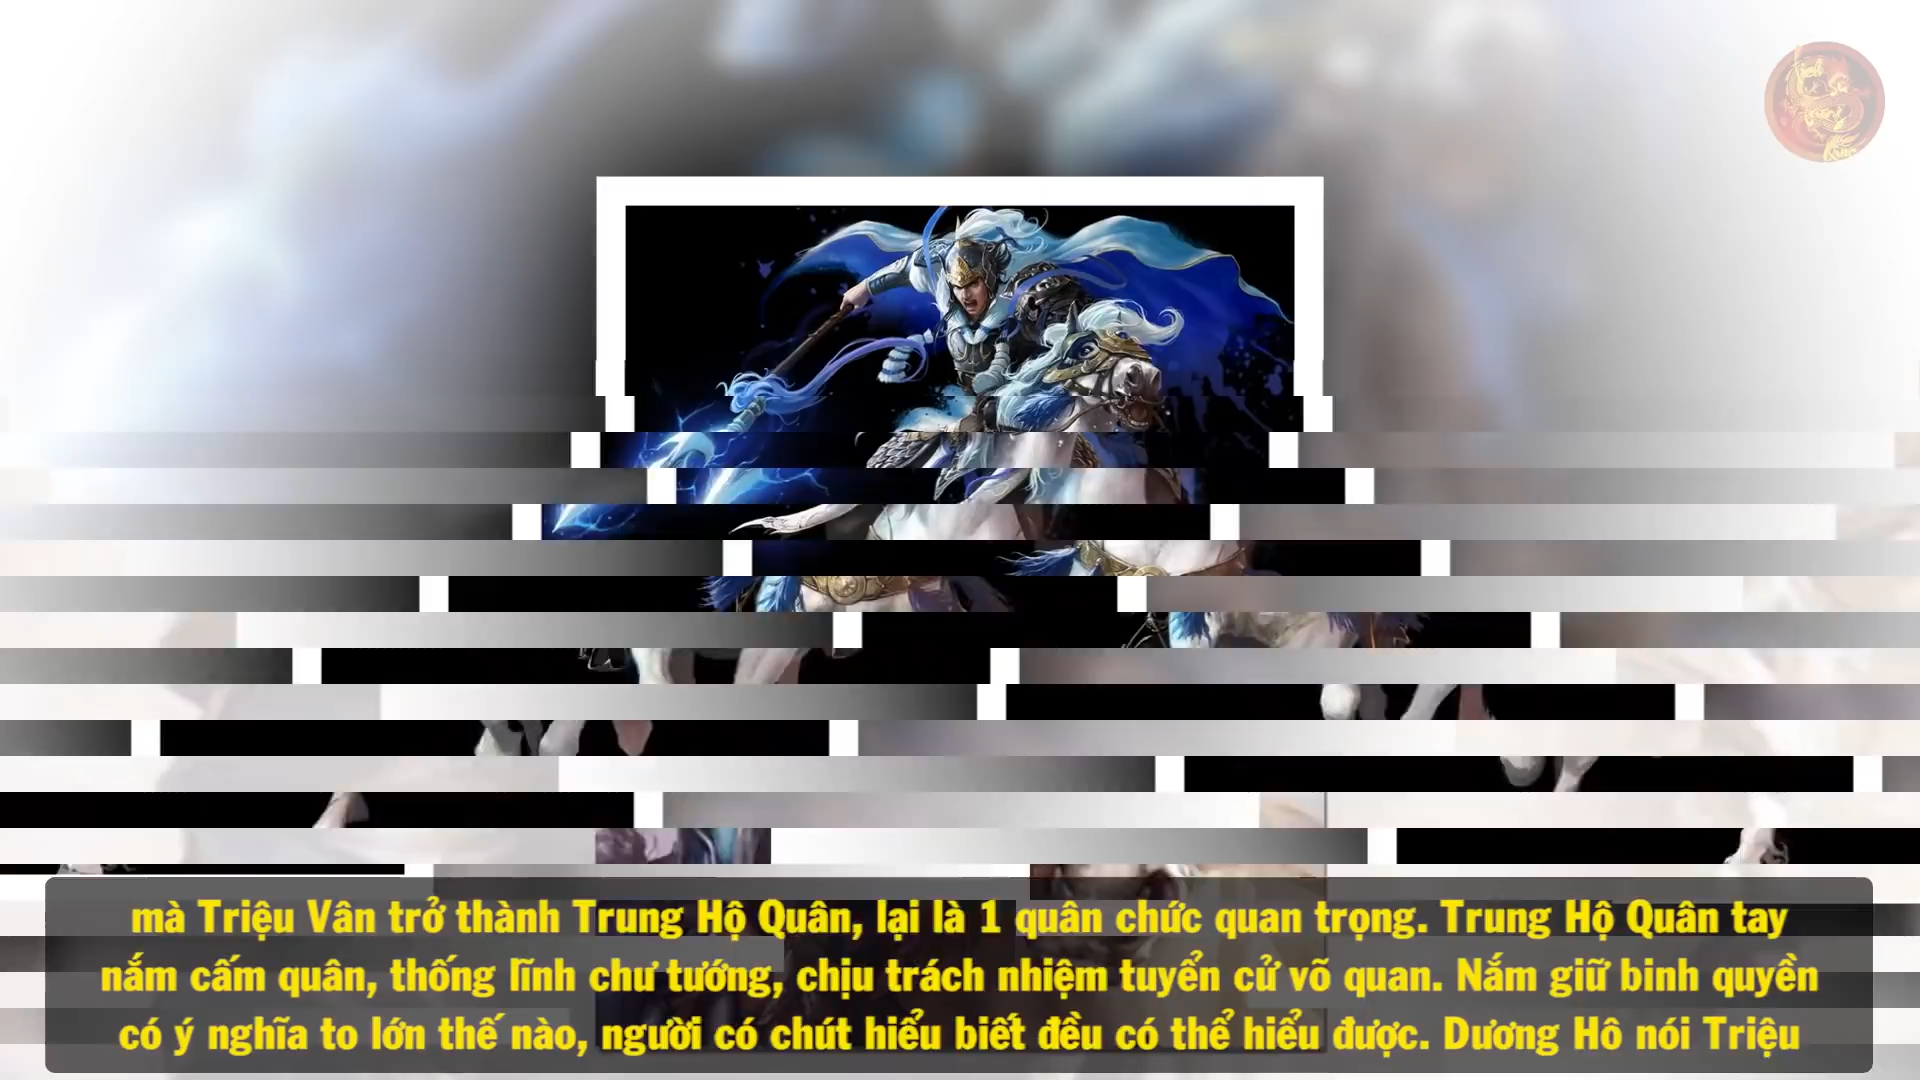 mà Triệu Vân trở thành Trung Hộ Quân, lại là 1 quân chức quan trọng. Trung Hộ Quân tay
nắm cấm quân, thống lĩnh chư tướng, chịu trách nhiệm tuyển cử võ quan. Nắm giữ binh quyền
có ý nghĩa to lớn thế nào, người có chút hiểu biết đều có thể hiểu được. Dương Hô nói Triệu